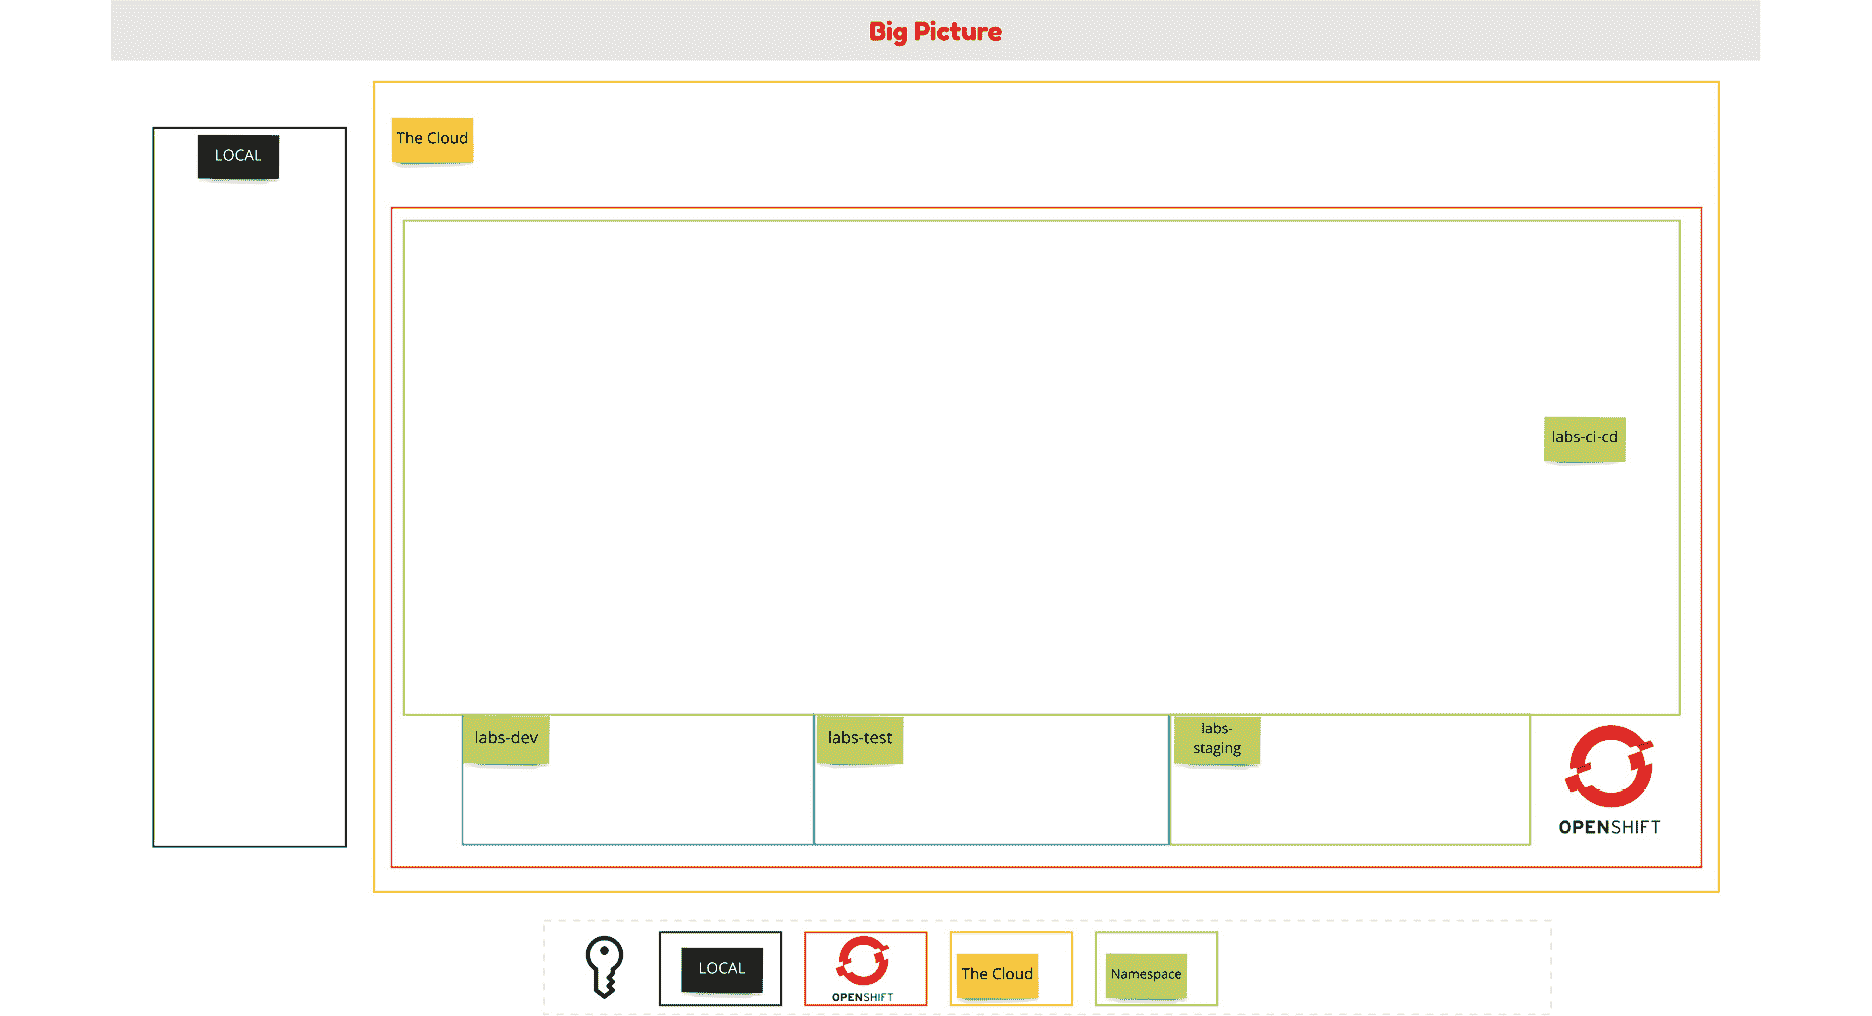 Big Picture
LOCAL
The Cloud
labs-ci-cd
labs-dev
labs-test
labs-
staging
OPENSHIFT
LOCAL
OPENSHIFT
The Cloud
Namespace